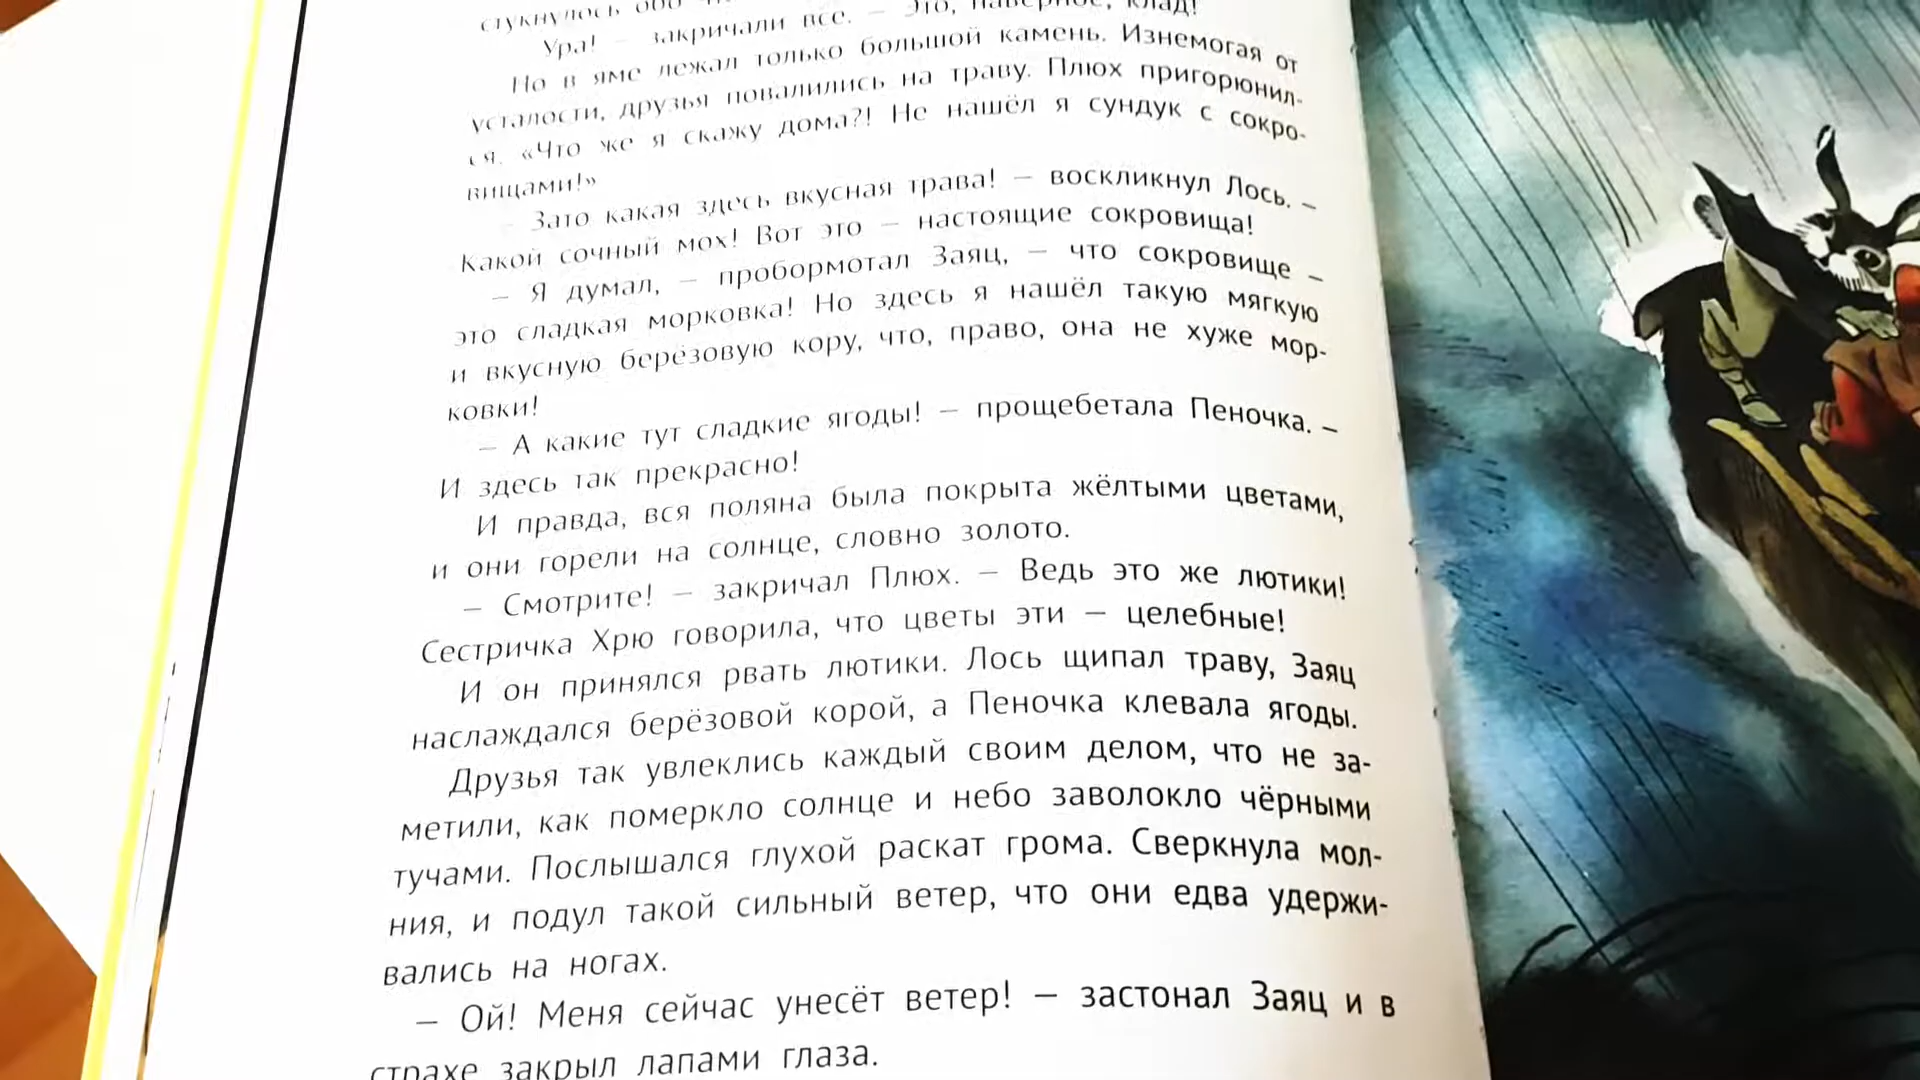 стукнулось обо
Ура! — закричали все. — Это, наверное, клад!
Но в яме лежал только большой камень. Изнемогая от
усталости, друзья повалились на траву. Плюх пригорюнил-
ся. «Что же я скажу дома?! Не нашёл я сундук с сокро-
вищами!»
— Зато какая здесь вкусная трава! — воскликнул Лось. —
Какой сочный мох! Вот это — настоящие сокровища!
— Я думал, — пробормотал Заяц, — что сокровище —
это сладкая морковка! Но здесь я нашёл такую мягкую
и вкусную берёзовую кору, что, право, она не хуже мор-
ковки!
— А какие тут сладкие ягоды! — прощебетала Пеночка. —
И здесь так прекрасно!
И правда, вся поляна была покрыта жёлтыми цветами,
и они горели на солнце, словно золото.
— Смотрите! — закричал Плюх. — Ведь это же лютики!
Сестричка Хрю говорила, что цветы эти — целебные!
И он принялся рвать лютики. Лось щипал траву, Заяц
наслаждался берёзовой корой, а Пеночка клевала ягоды.
Друзья так увлеклись каждый своим делом, что не за-
метили, как померкло солнце и небо заволокло чёрными
тучами. Послышался глухой раскат грома. Сверкнула мол-
ния, и подул такой сильный ветер, что они едва удержи-
вались на ногах.
— Ой! Меня сейчас унесёт ветер! — застонал Заяц и в
страхе закрыл лапами глаза.